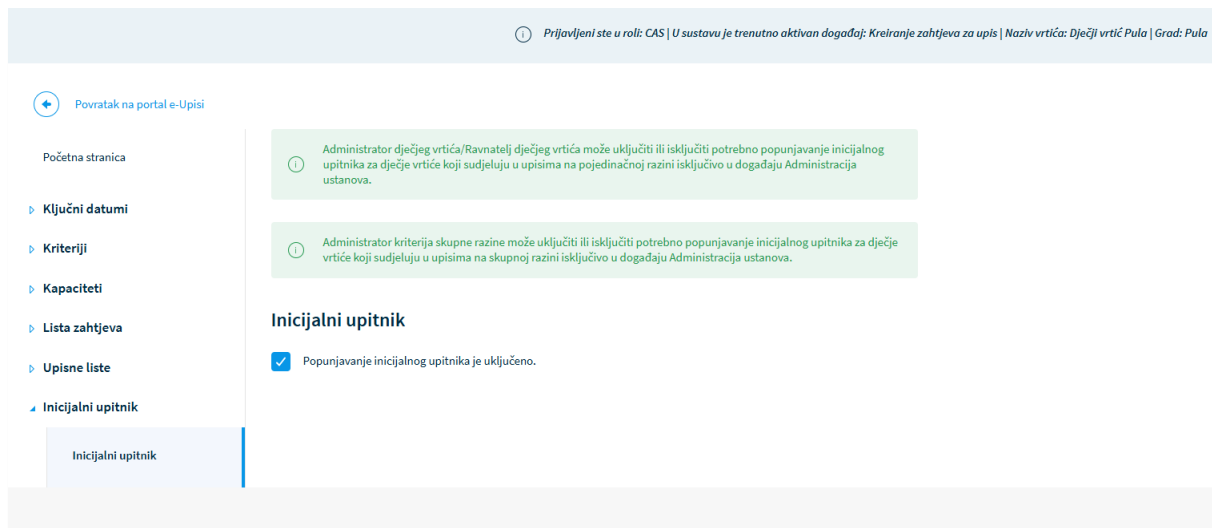 Prijavljeni ste u roli: CAS | U sustavu je trenutno aktivan događaj: Kreiranje zahtjeva za upis | Naziv vrtića: Dječji vrtić Pula | Grad: Pula
Povratak na portal e-Upisi
Početna stranica
Ključni datumi
Kriteriji
Kapaciteti
Lista zahtjeva
Upisne liste
Inicijalni upitnik
Inicijalni upitnik
Administrator dječjeg vrtića/Ravnatelj dječjeg vrtića može uključiti ili isključiti potrebno popunjavanje inicijalnog
upitnika za dječje vrtiće koji sudjeluju u upisima na pojedinačnoj razini isključivo u događaju Administracija
ustanova.
Administrator kriterija skupne razine može uključiti ili isključiti potrebno popunjavanje inicijalnog upitnika za dječje
vrtiće koji sudjeluju u upisima na skupnoj razini isključivo u događaju Administracija ustanova.
Inicijalni upitnik
Popunjavanje inicijalnog upitnika je uključeno.